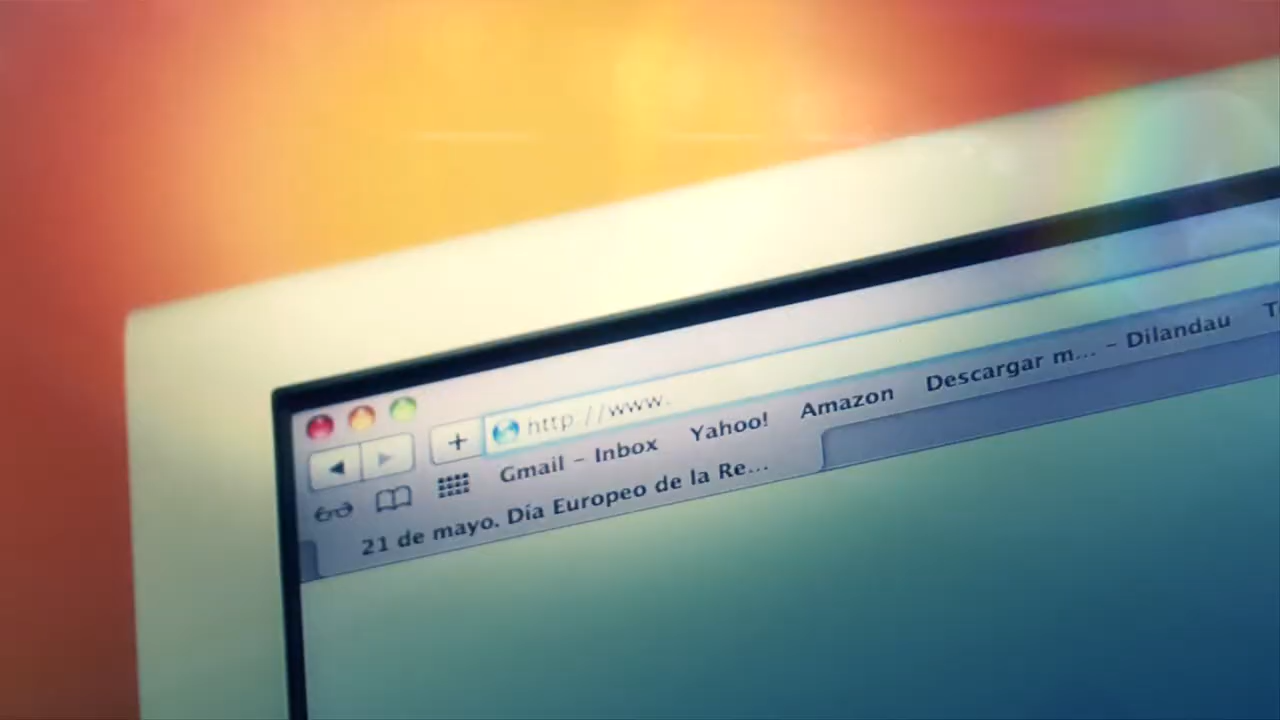 http //www.
Gmail – Inbox Yahoo! Amazon Descargar m... – Dilandau
21 de mayo. Día Europeo de la Re...